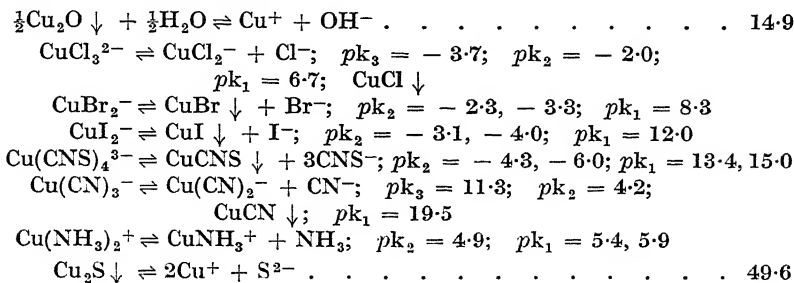 ½Cu₂O ↓ + ½H₂O ⇌ Cu⁺ + OH⁻ . . . . . . . . . . 14·9
CuCl₃²⁻ ⇌ CuCl₂⁻ + Cl⁻; pk₃ = − 3·7; pk₂ = − 2·0;
pk₁ = 6·7; CuCl ↓
CuBr₂⁻ ⇌ CuBr ↓ + Br⁻; pk₂ = − 2·3, − 3·3; pk₁ = 8·3
CuI₂⁻ ⇌ CuI ↓ + I⁻; pk₂ = − 3·1, − 4·0; pk₁ = 12·0
Cu(CNS)₄³⁻ ⇌ CuCNS ↓ + 3CNS⁻; pk₂ = − 4·3, − 6·0; pk₁ = 13·4, 15·0
Cu(CN)₃⁻ ⇌ Cu(CN)₂⁻ + CN⁻; pk₃ = 11·3; pk₂ = 4·2;
CuCN ↓; pk₁ = 19·5
Cu(NH₃)₂⁺ ⇌ CuNH₃⁺ + NH₃; pk₂ = 4·9; pk₁ = 5·4, 5·9
Cu₂S ↓ ⇌ 2Cu⁺ + S²⁻ . . . . . . . . . . . . . 49·6